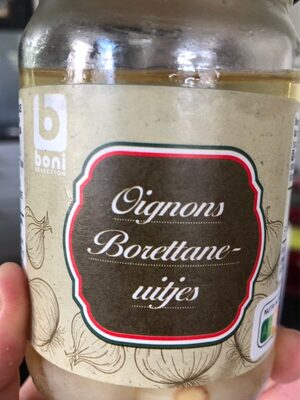 boni
SELECTION
Oignons
Borettane-
uitjes